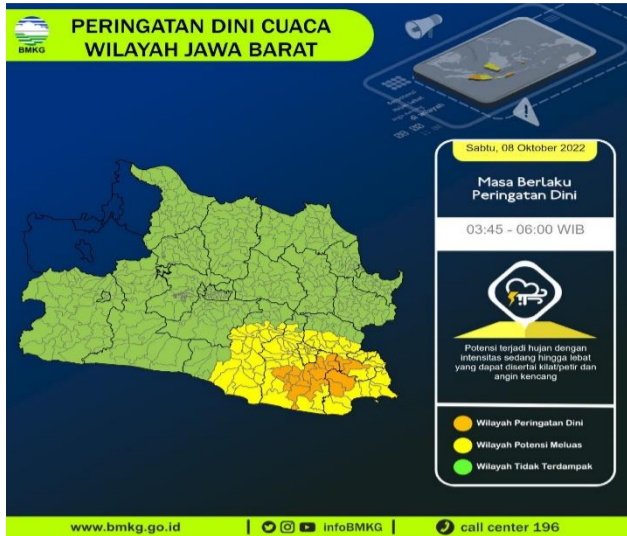 BMKG
PERINGATAN DINI CUACA
WILAYAH JAWA BARAT
Sabtu, 08 Oktober 2022
Masa Berlaku
Peringatan Dini
03:45 - 06:00 WIB
Potensi terjadi hujan dengan
intensitas sedang hingga lebat
yang dapat disertai kilat/petir dan
angin kencang
Wilayah Peringatan Dini
Wilayah Potensi Meluas
Wilayah Tidak Terdampak
www.bmkg.go.id
infoBMKG
call center 196